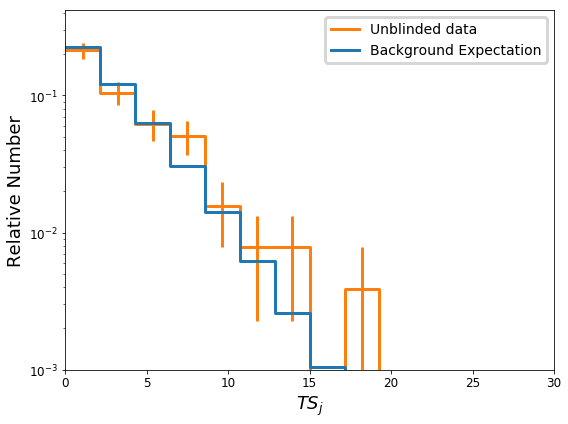 Unblinded data
Background Expectation
Relative Number
10⁻¹
10⁻²
10⁻³
0 5 10 15 20 25 30
TSⱼ